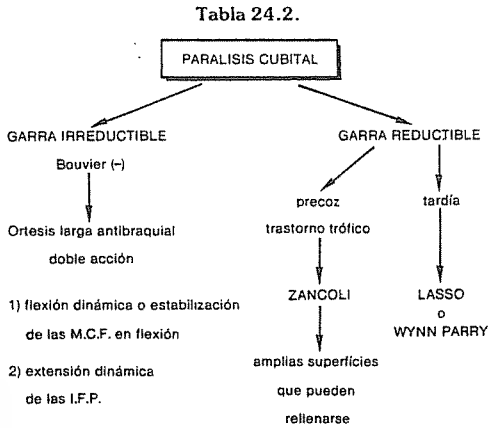 Tabla 24.2.
PARALISIS CUBITAL
GARRA IRREDUCTIBLE
Bouvier (-)
Ortesis larga antibraquial
doble acción
1) flexión dinámica o estabilización
de las M.C.F. en flexión
2) extensión dinámica
de las I.F.P.
GARRA REDUCTIBLE
precoz
trastorno trófico
ZANCOLI
amplias superfícies
que pueden
rellenarse
tardía
LASSO
o
WYNN PARRY